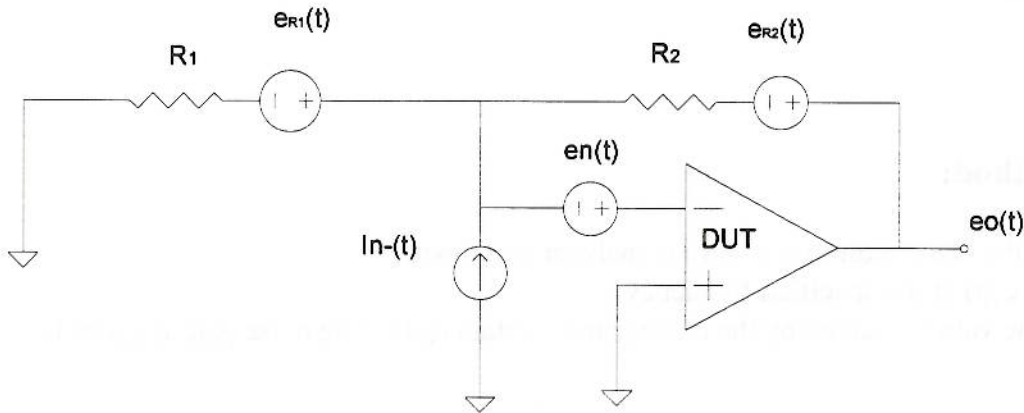 eR1(t)
eR2(t)
R1
R2
en(t)
In-(t)
DUT
eo(t)